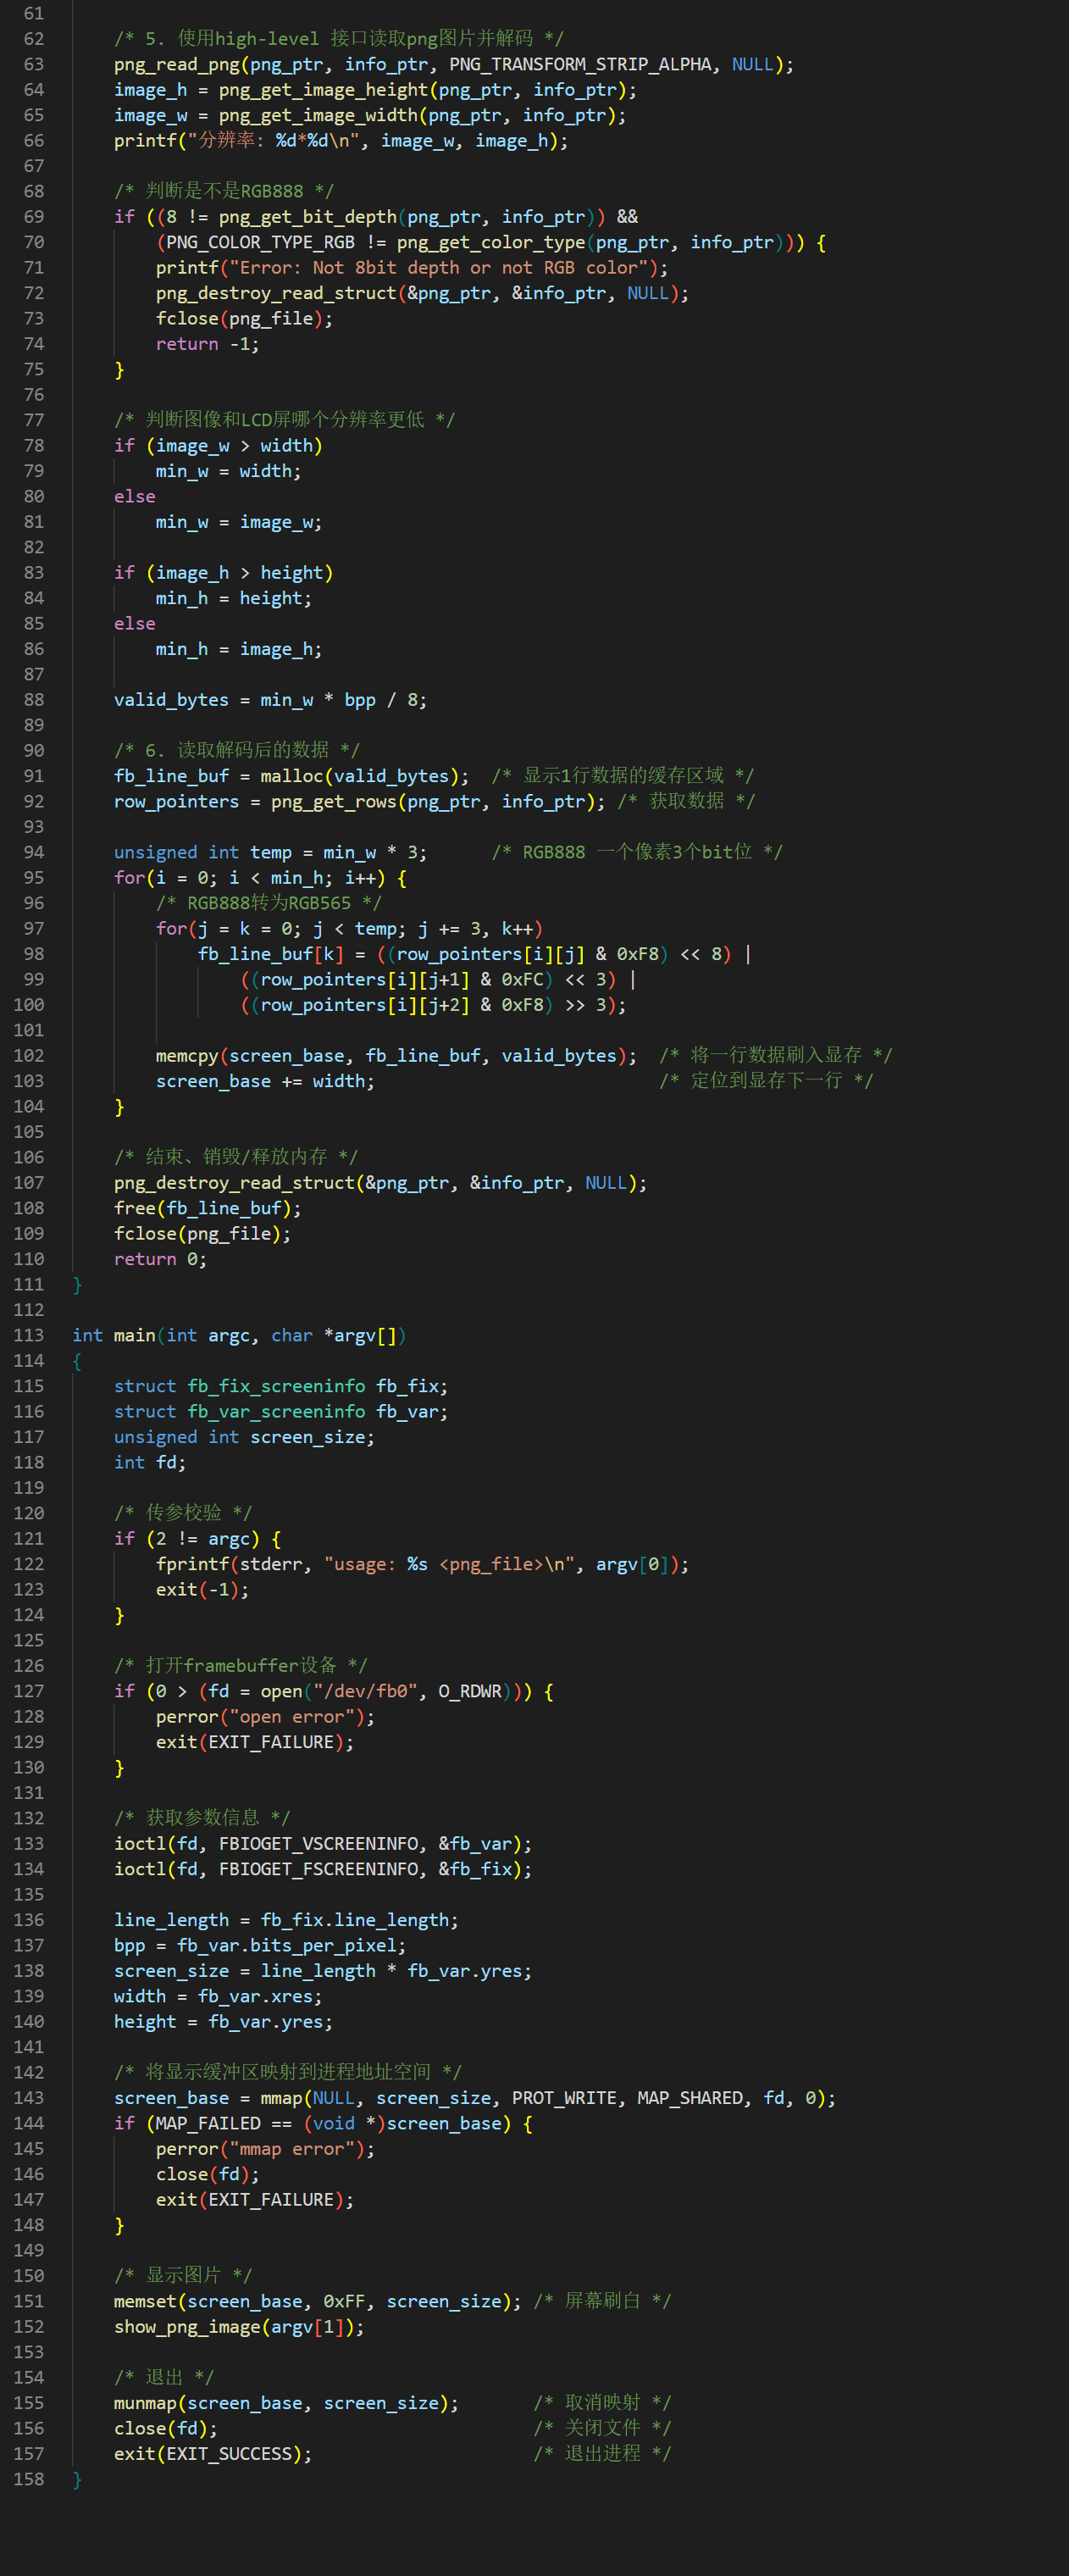 61
62     /* 5. 使用high-level 接口读取png图片并解码 */
63     png_read_png(png_ptr, info_ptr, PNG_TRANSFORM_STRIP_ALPHA, NULL);
64     image_h = png_get_image_height(png_ptr, info_ptr);
65     image_w = png_get_image_width(png_ptr, info_ptr);
66     printf("分辨率: %d*%d\n", image_w, image_h);
67
68     /* 判断是不是RGB888 */
69     if ((8 != png_get_bit_depth(png_ptr, info_ptr)) &&
70         (PNG_COLOR_TYPE_RGB != png_get_color_type(png_ptr, info_ptr))) {
71         printf("Error: Not 8bit depth or not RGB color");
72         png_destroy_read_struct(&png_ptr, &info_ptr, NULL);
73         fclose(png_file);
74         return -1;
75     }
76
77     /* 判断图像和LCD屏哪个分辨率更低 */
78     if (image_w > width)
79         min_w = width;
80     else
81         min_w = image_w;
82
83     if (image_h > height)
84         min_h = height;
85     else
86         min_h = image_h;
87
88     valid_bytes = min_w * bpp / 8;
89
90     /* 6. 读取解码后的数据 */
91     fb_line_buf = malloc(valid_bytes);  /* 显示1行数据的缓存区域 */
92     row_pointers = png_get_rows(png_ptr, info_ptr); /* 获取数据 */
93
94     unsigned int temp = min_w * 3;      /* RGB888 一个像素3个bit位 */
95     for(i = 0; i < min_h; i++) {
96         /* RGB888转为RGB565 */
97         for(j = k = 0; j < temp; j += 3, k++)
98             fb_line_buf[k] = ((row_pointers[i][j] & 0xF8) << 8) |
99                 ((row_pointers[i][j+1] & 0xFC) << 3) |
100                 ((row_pointers[i][j+2] & 0xF8) >> 3);
101
102         memcpy(screen_base, fb_line_buf, valid_bytes);  /* 将一行数据刷入显存 */
103         screen_base += width;                           /* 定位到显存下一行 */
104     }
105
106     /* 结束、销毁/释放内存 */
107     png_destroy_read_struct(&png_ptr, &info_ptr, NULL);
108     free(fb_line_buf);
109     fclose(png_file);
110     return 0;
111 }
112
113 int main(int argc, char *argv[])
114 {
115     struct fb_fix_screeninfo fb_fix;
116     struct fb_var_screeninfo fb_var;
117     unsigned int screen_size;
118     int fd;
119
120     /* 传参校验 */
121     if (2 != argc) {
122         fprintf(stderr, "usage: %s <png_file>\n", argv[0]);
123         exit(-1);
124     }
125
126     /* 打开framebuffer设备 */
127     if (0 > (fd = open("/dev/fb0", O_RDWR))) {
128         perror("open error");
129         exit(EXIT_FAILURE);
130     }
131
132     /* 获取参数信息 */
133     ioctl(fd, FBIOGET_VSCREENINFO, &fb_var);
134     ioctl(fd, FBIOGET_FSCREENINFO, &fb_fix);
135
136     line_length = fb_fix.line_length;
137     bpp = fb_var.bits_per_pixel;
138     screen_size = line_length * fb_var.yres;
139     width = fb_var.xres;
140     height = fb_var.yres;
141
142     /* 将显示缓冲区映射到进程地址空间 */
143     screen_base = mmap(NULL, screen_size, PROT_WRITE, MAP_SHARED, fd, 0);
144     if (MAP_FAILED == (void *)screen_base) {
145         perror("mmap error");
146         close(fd);
147         exit(EXIT_FAILURE);
148     }
149
150     /* 显示图片 */
151     memset(screen_base, 0xFF, screen_size); /* 屏幕刷白 */
152     show_png_image(argv[1]);
153
154     /* 退出 */
155     munmap(screen_base, screen_size);       /* 取消映射 */
156     close(fd);                              /* 关闭文件 */
157     exit(EXIT_SUCCESS);                     /* 退出进程 */
158 }